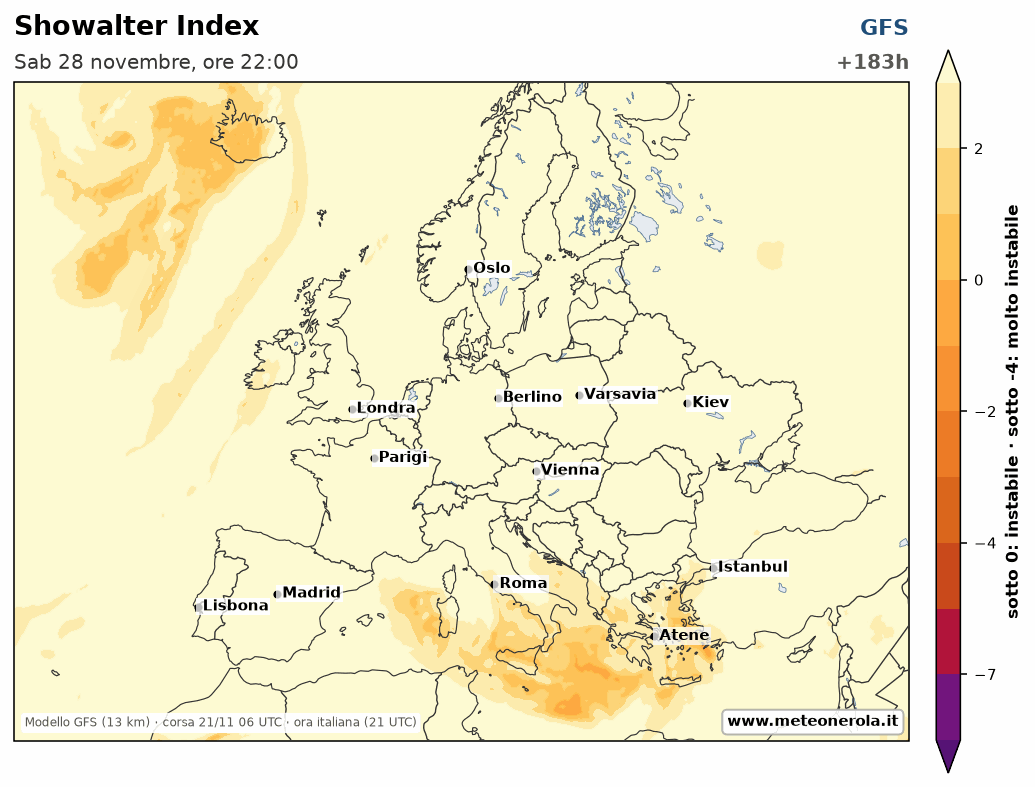 Showalter Index
GFS
Sab 28 novembre, ore 22:00
+183h
Oslo
Londra
Berlino
Varsavia
Kiev
Parigi
Vienna
Istanbul
Roma
Madrid
Lisbona
Atene
Modello GFS (13 km) · corsa 21/11 06 UTC · ora italiana (21 UTC)
www.meteonerola.it
2
0
−2
−4
−7
sotto 0: instabile · sotto -4: molto instabile